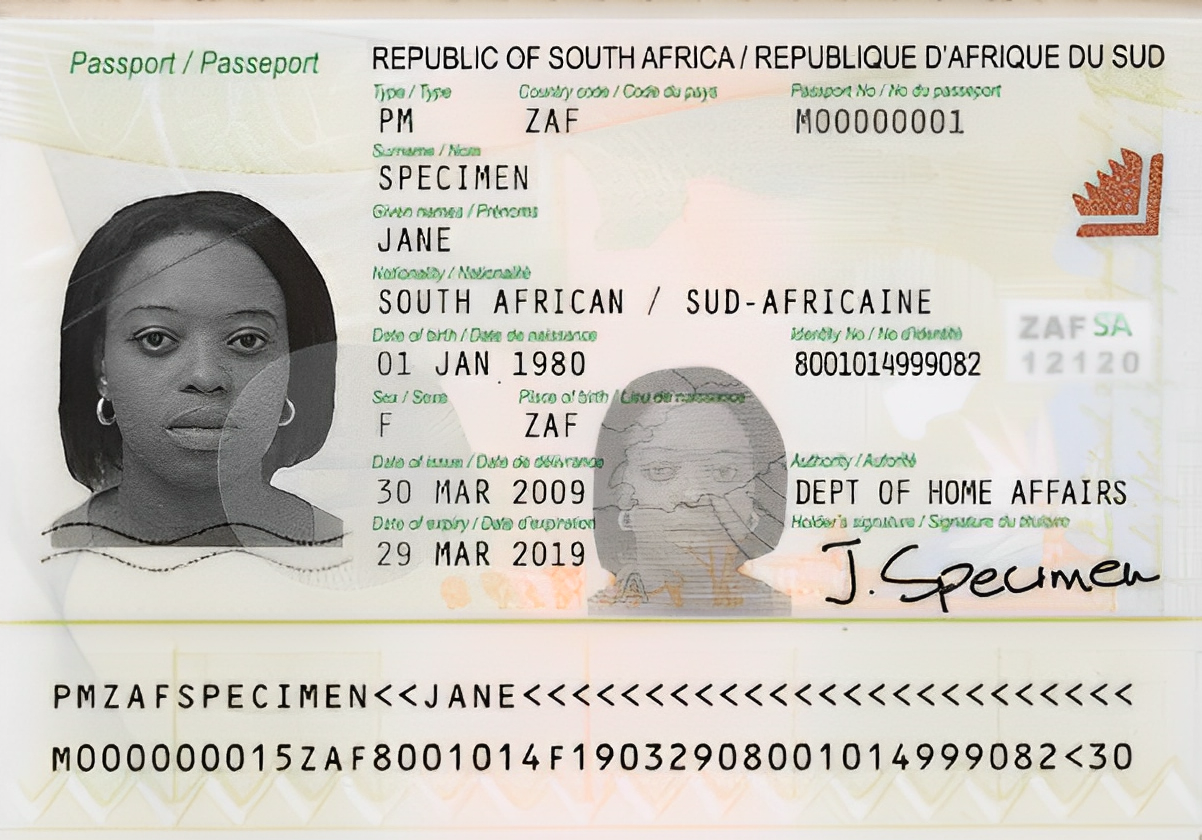 Passport / Passeport
REPUBLIC OF SOUTH AFRICA / REPUBLIQUE D'AFRIQUE DU SUD
Type / Type Country code / Code du pays Passport No / No du passeport
PM ZAF M00000001
Surname / Nom
SPECIMEN
Given names / Prénoms
JANE
Nationality / Nationalité
SOUTH AFRICAN / SUD-AFRICAINE
Date of birth / Date de naissance Identity No / No d'identité
01 JAN 1980 8001014999082
ZAF SA
12120
Sex / Sexe Place of birth / Lieu de naissance
F ZAF
Date of issue / Date de délivrance Authority / Autorité
30 MAR 2009 DEPT OF HOME AFFAIRS
Date of expiry / Date d'expiration Holder's signature / Signature du titulaire
29 MAR 2019
J. Specimen
PMZAFSPECIMEN<<JANE<<<<<<<<<<<<<<<<<<<<<<<<<
M000000015ZAF8001014F19032908001014999082<30